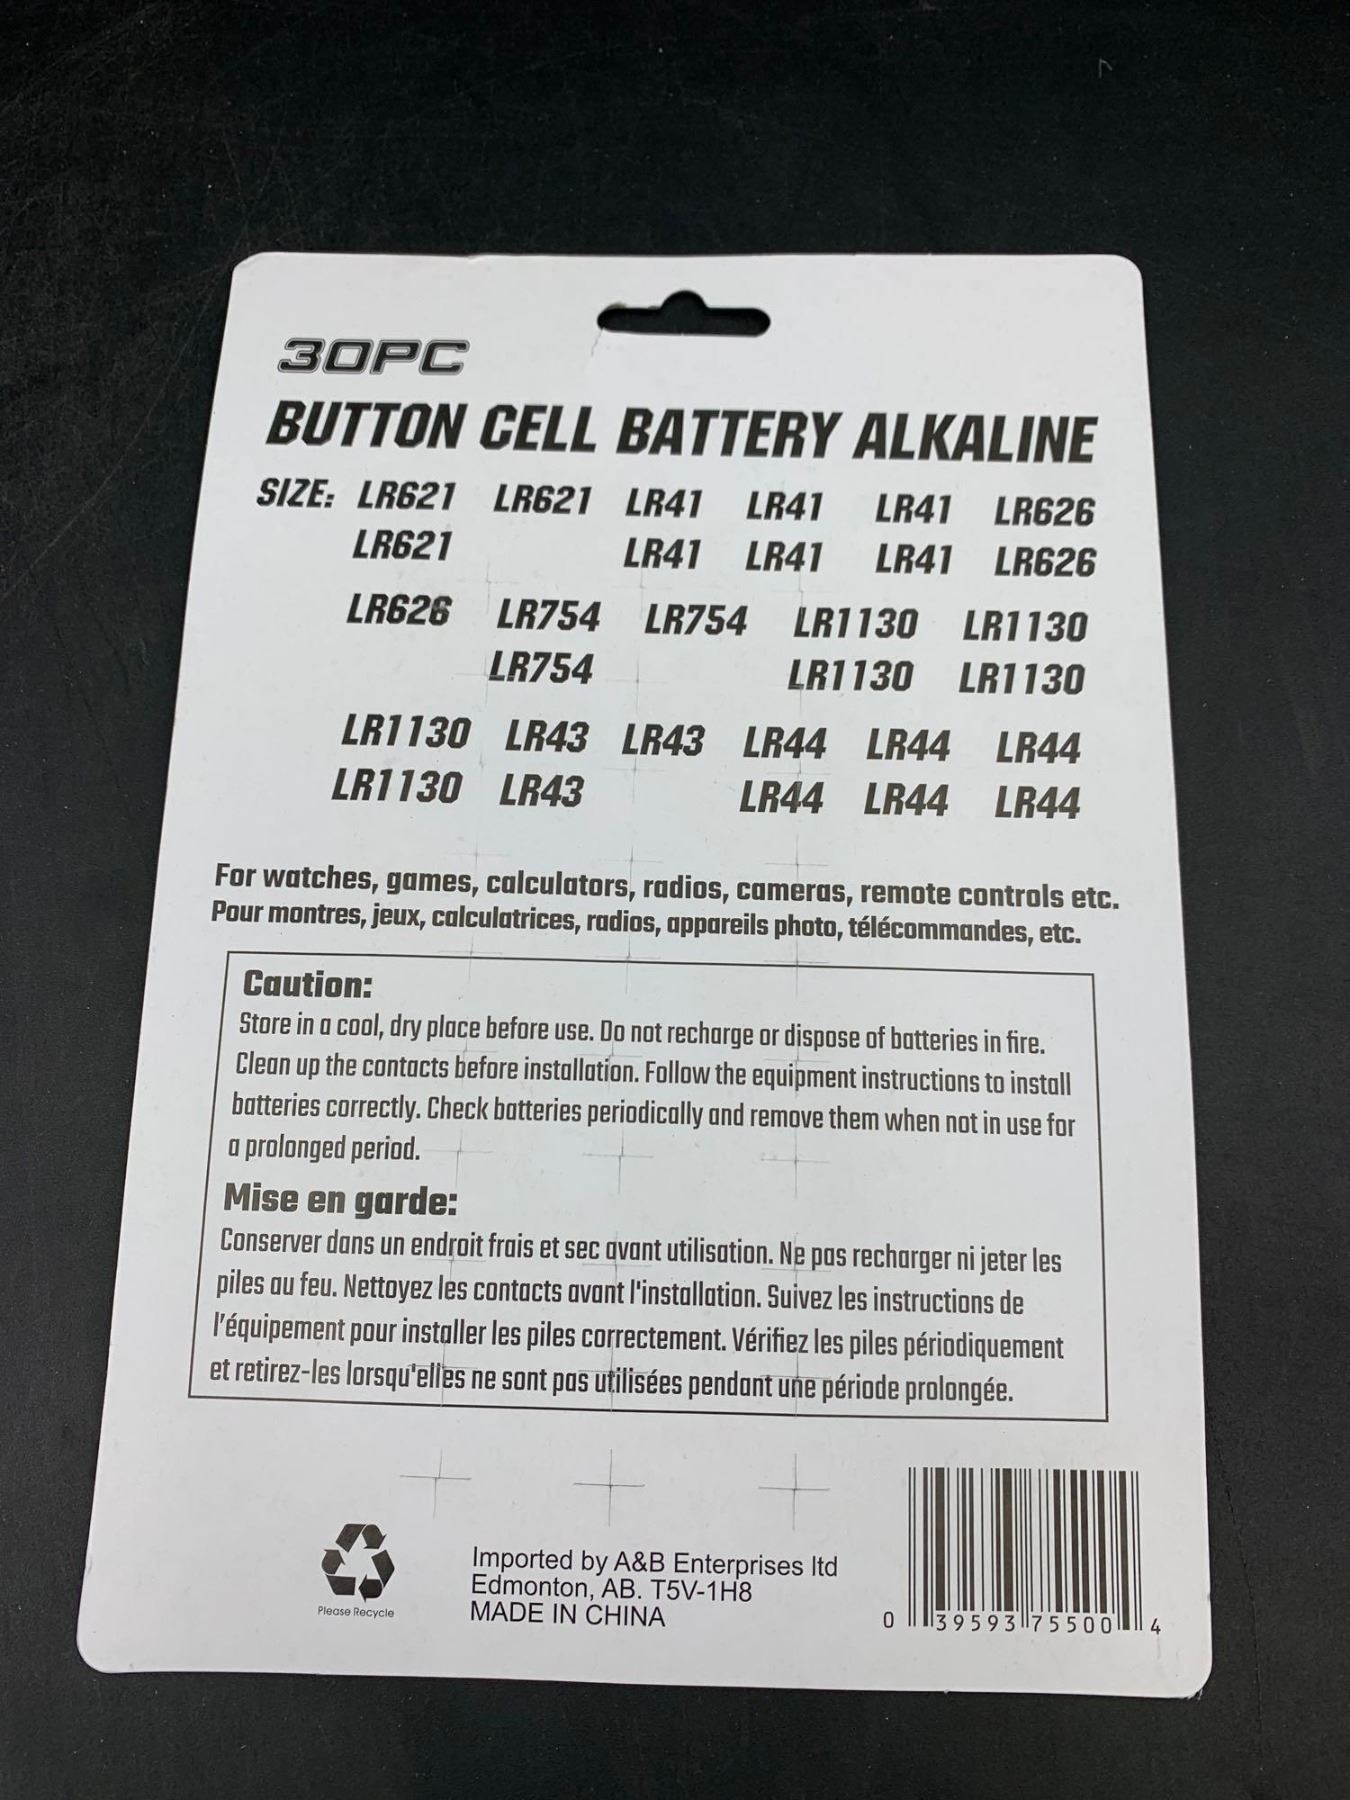 30PC
BUTTON CELL BATTERY ALKALINE
SIZE: LR621 LR621 LR41 LR41 LR41 LR626
LR621 LR41 LR41 LR41 LR626
LR626 LR754 LR754 LR1130 LR1130
LR754 LR1130 LR1130
LR1130 LR43 LR43 LR44 LR44 LR44
LR1130 LR43 LR44 LR44 LR44
For watches, games, calculators, radios, cameras, remote controls etc.
Pour montres, jeux, calculatrices, radios, appareils photo, télécommandes, etc.
Caution:
Store in a cool, dry place before use. Do not recharge or dispose of batteries in fire.
Clean up the contacts before installation. Follow the equipment instructions to install
batteries correctly. Check batteries periodically and remove them when not in use for
a prolonged period.
Mise en garde:
Conserver dans un endroit frais et sec avant utilisation. Ne pas recharger ni jeter les
piles au feu. Nettoyez les contacts avant l'installation. Suivez les instructions de
l'équipement pour installer les piles correctement. Vérifiez les piles périodiquement
et retirez-les lorsqu'elles ne sont pas utilisées pendant une période prolongée.
Please Recycle
Imported by A&B Enterprises ltd
Edmonton, AB. T5V-1H8
MADE IN CHINA
0 39593 75500 4